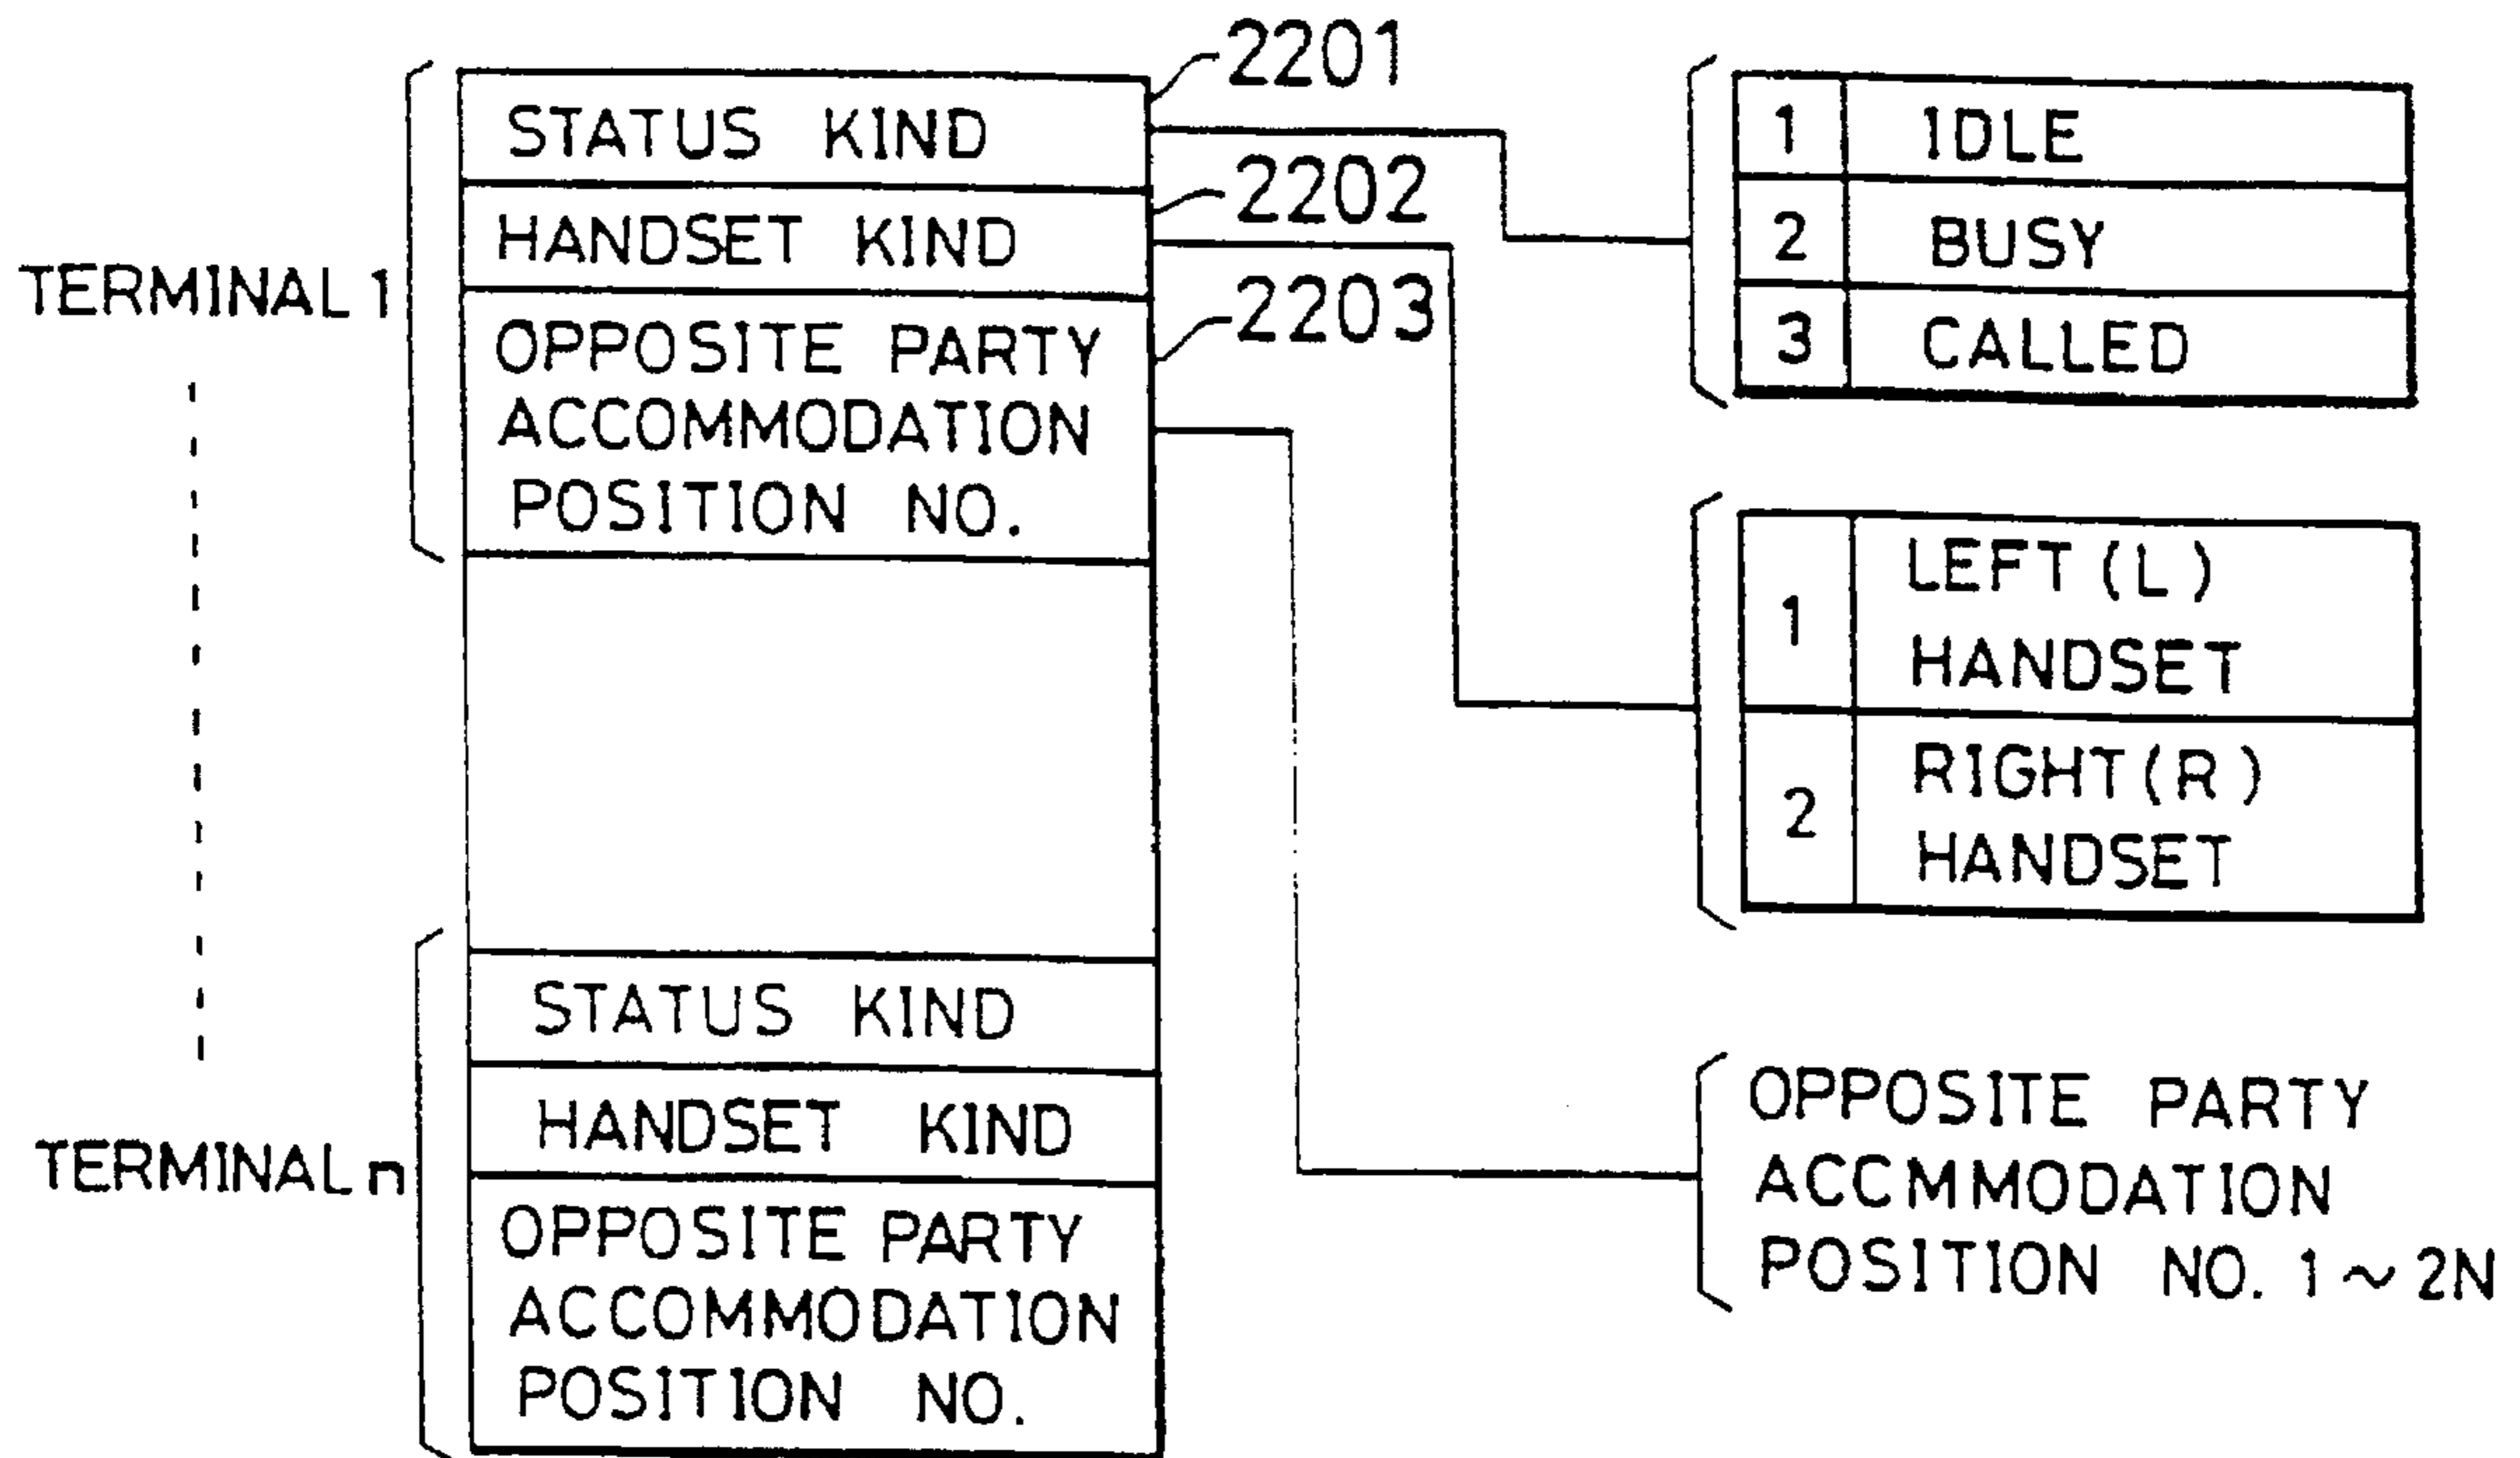 TERMINAL 1
STATUS KIND
HANDSET KIND
OPPOSITE PARTY
ACCOMMODATION
POSITION NO.
2201
2202
2203
1 IDLE
2 BUSY
3 CALLED
1 LEFT (L)
HANDSET
2 RIGHT (R)
HANDSET
TERMINAL n
STATUS KIND
HANDSET KIND
OPPOSITE PARTY
ACCOMMODATION
POSITION NO.
OPPOSITE PARTY
ACCMMODATION
POSITION NO. 1 ~ 2N